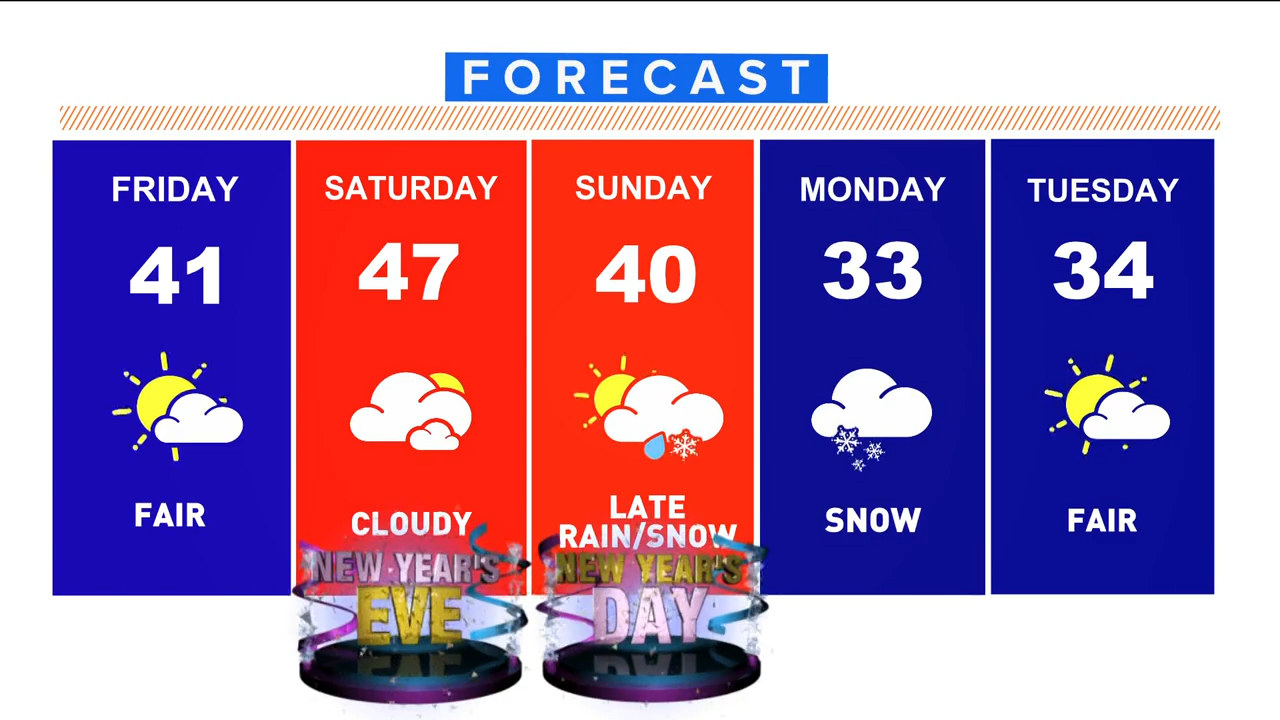 FORECAST
FRIDAY
41
FAIR
SATURDAY
47
CLOUDY
NEW YEAR'S
EVE
SUNDAY
40
LATE
RAIN/SNOW
NEW YEAR'S
DAY
MONDAY
33
SNOW
TUESDAY
34
FAIR